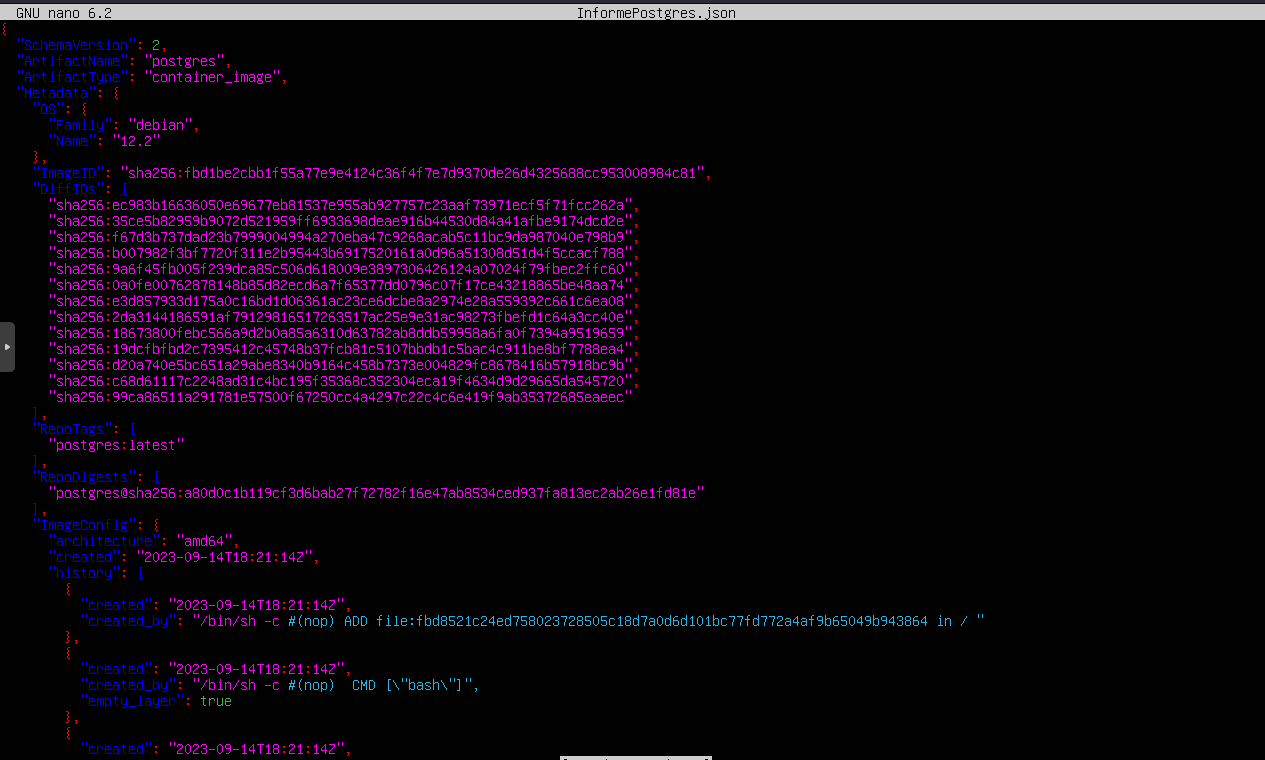 GNU nano 6.2 InformePostgres.json
{
"SchemaVersion": 2,
"ArtifactName": "postgres",
"ArtifactType": "container_image",
"Metadata": {
"OS": {
"Family": "debian",
"Name": "12.2"
},
"ImageID": "sha256:fbd1be2cbb1f55a77e9e4124c36f4f7e7d9370de26d4325688cc953008984c81",
"DiffIDs": [
"sha256:ec983b16636050e69677eb81537e955ab927757c23aaf73971ecf5f71fcc262a",
"sha256:35ce5b82959b9072d521959ff6933698deae916b44530d84a41afbe9174dcd2e",
"sha256:f67d3b737dad23b7999004994a270eba47c9268acab5c11bc9da987040e798b9",
"sha256:b007982f3bf7720f311e2b95443b6917520161a0d96a51308d51d4f5ccacf788",
"sha256:9a6f45fb005f239dca85c506d618009e3897306426124a07024f79fbec2ffc60",
"sha256:0a0fe00762878148b85d82ecd6a7f65377dd0796c07f17ce43218865be48aa74",
"sha256:e3d857933d175a0c16bd1d06361ac23ce6dcbe8a2974e28a559392c661c6ea08",
"sha256:2da3144186591af79129816517263517ac25e9e31ac98273fbefd1c64a3cc40e",
"sha256:18673800febc566a9d2b0a85a6310d63782ab8ddb59958a6fa0f7394a9519659",
"sha256:19dcfbfbd2c7395412c45748b37fcb81c5107bbdb1c5bac4c911be8bf7788ea4",
"sha256:d20a740e5bc651a29abe8340b9164c458b7373e004829fc8678416b57918bc9b",
"sha256:c68d61117c2248ad31c4bc195f35368c352304eca19f4634d9d29665da545720",
"sha256:99ca86511a291781e57500f67250cc4a4297c22c4c6e419f9ab35372685eaeec"
],
"RepoTags": [
"postgres:latest"
],
"RepoDigests": [
"postgres@sha256:a80d0c1b119cf3d6bab27f72782f16e47ab8534ced937fa813ec2ab26e1fd81e"
],
"ImageConfig": {
"architecture": "amd64",
"created": "2023-09-14T18:21:14Z",
"history": [
{
"created": "2023-09-14T18:21:14Z",
"created_by": "/bin/sh -c #(nop) ADD file:fbd8521c24ed758023728505c18d7a0d6d101bc77fd772a4af9b65049b943864 in / "
},
{
"created": "2023-09-14T18:21:14Z",
"created_by": "/bin/sh -c #(nop)  CMD [\"bash\"]",
"empty_layer": true
},
{
"created": "2023-09-14T18:21:14Z",